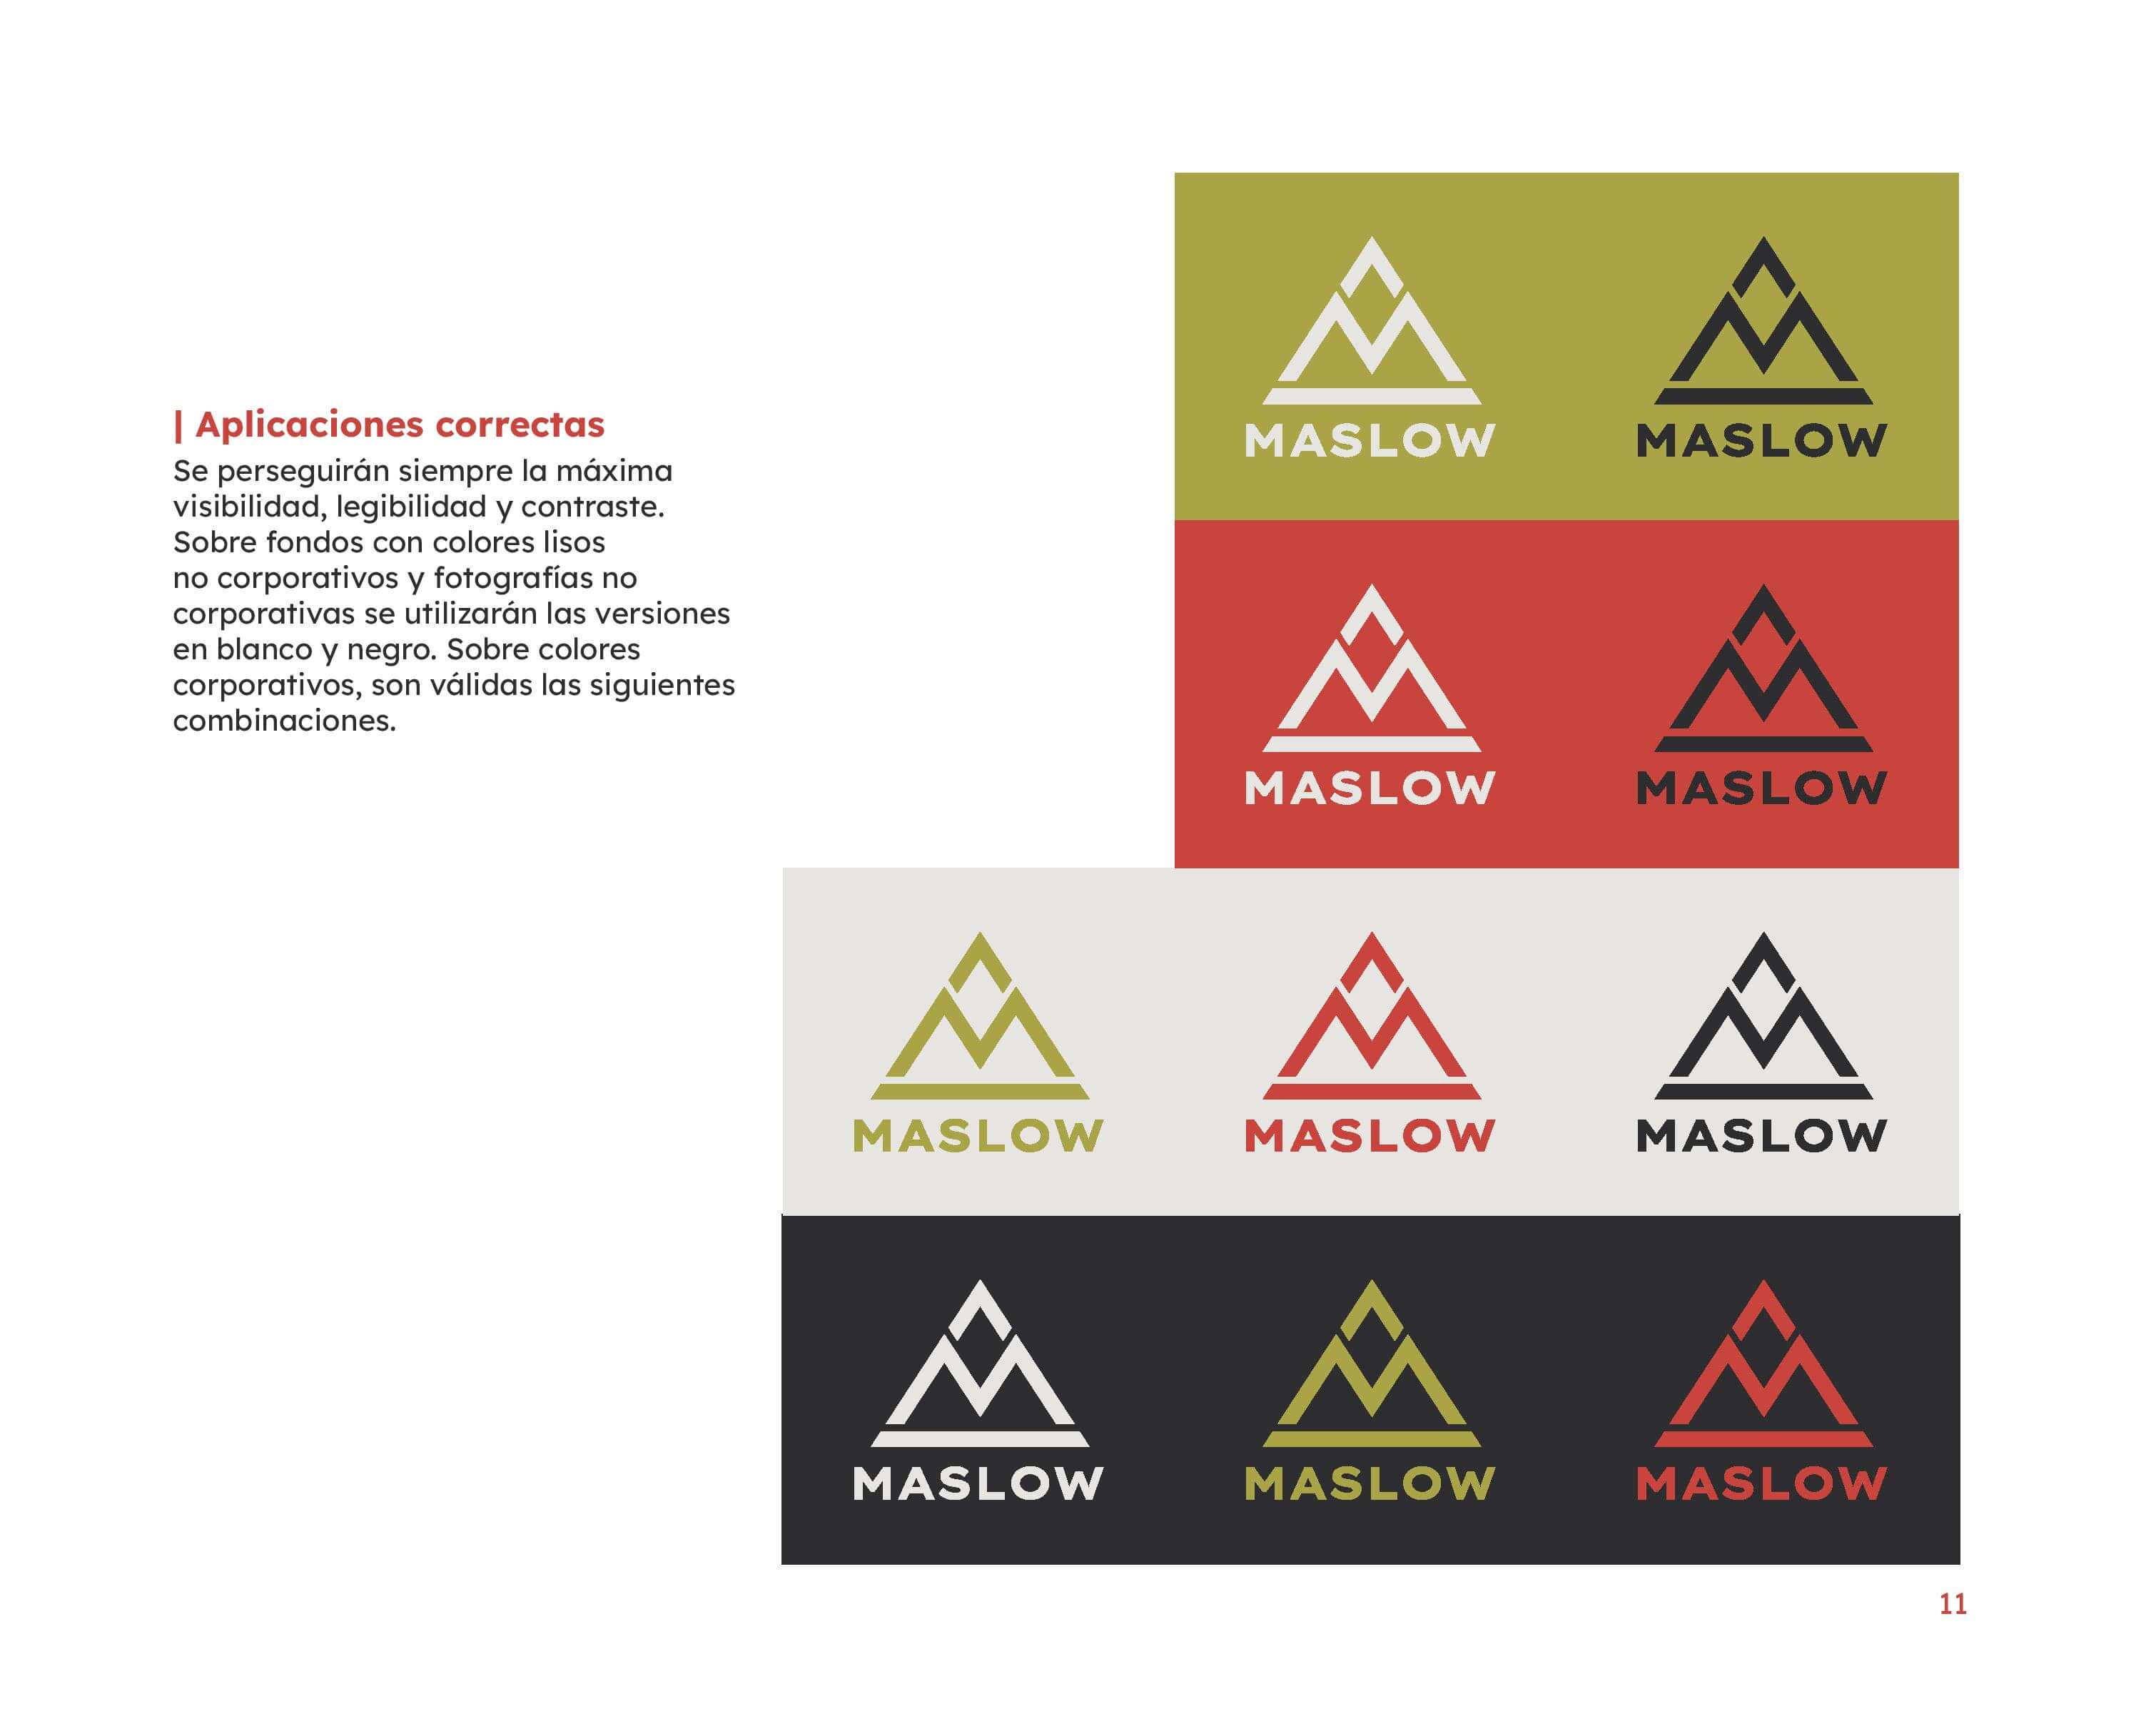 | Aplicaciones correctas
Se perseguirán siempre la máxima
visibilidad, legibilidad y contraste.
Sobre fondos con colores lisos
no corporativos y fotografías no
corporativas se utilizarán las versiones
en blanco y negro. Sobre colores
corporativos, son válidas las siguientes
combinaciones.
MASLOW MASLOW
MASLOW MASLOW
MASLOW MASLOW MASLOW
MASLOW MASLOW MASLOW
11